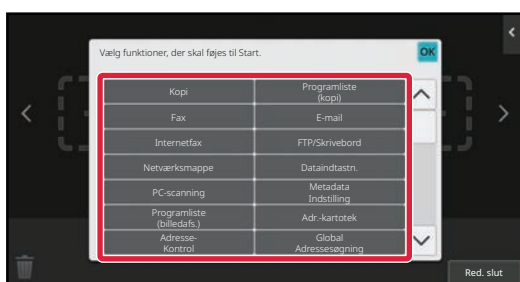 Vælg funktioner, der skal føjes til Start.
OK
Kopi
Programliste
(kopi)
Fax
E-mail
Internetfax
FTP/Skrivebord
Netværksmappe
Dataindtastn.
PC-scanning
Metadata
Indstilling
Programliste
(billedafs.)
Adr.-kartotek
Adresse-
Kontrol
Global
Adressesøgning
Red. slut